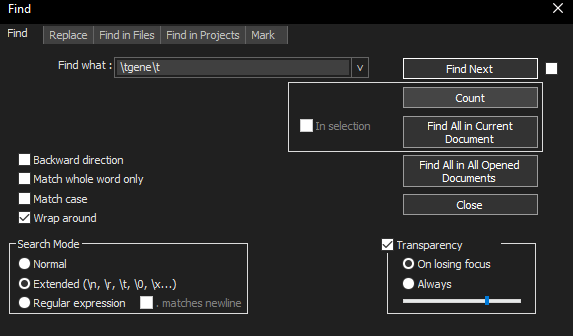 Find
Find Replace Find in Files Find in Projects Mark
Find what : \tgene\t Find Next
Count
In selection
Find All in Current
Document
Backward direction
Match whole word only
Find All in All Opened
Documents
Match case
Wrap around
Close
Search Mode
Normal
Extended (\n, \r, \t, \0, \x...)
Regular expression . matches newline
Transparency
On losing focus
Always